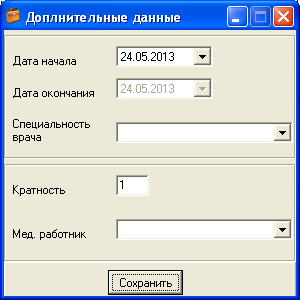 Доплнительные данные
Дата начала 24.05.2013
Дата окончания 24.05.2013
Специальность
врача
Кратность 1
Мед. работник
Сохранить